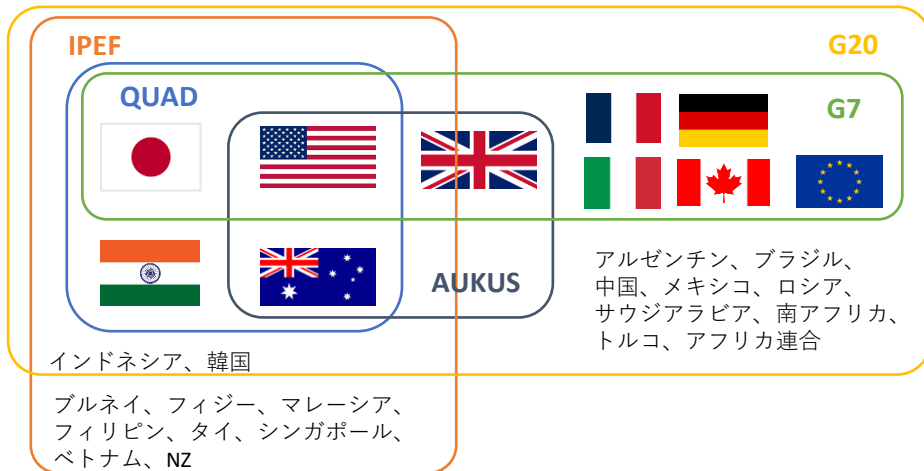 IPEF
G20
QUAD
G7
AUKUS
アルゼンチン、ブラジル、
中国、メキシコ、ロシア、
サウジアラビア、南アフリカ、
トルコ、アフリカ連合
インドネシア、韓国
ブルネイ、フィジー、マレーシア、
フィリピン、タイ、シンガポール、
ベトナム、NZ